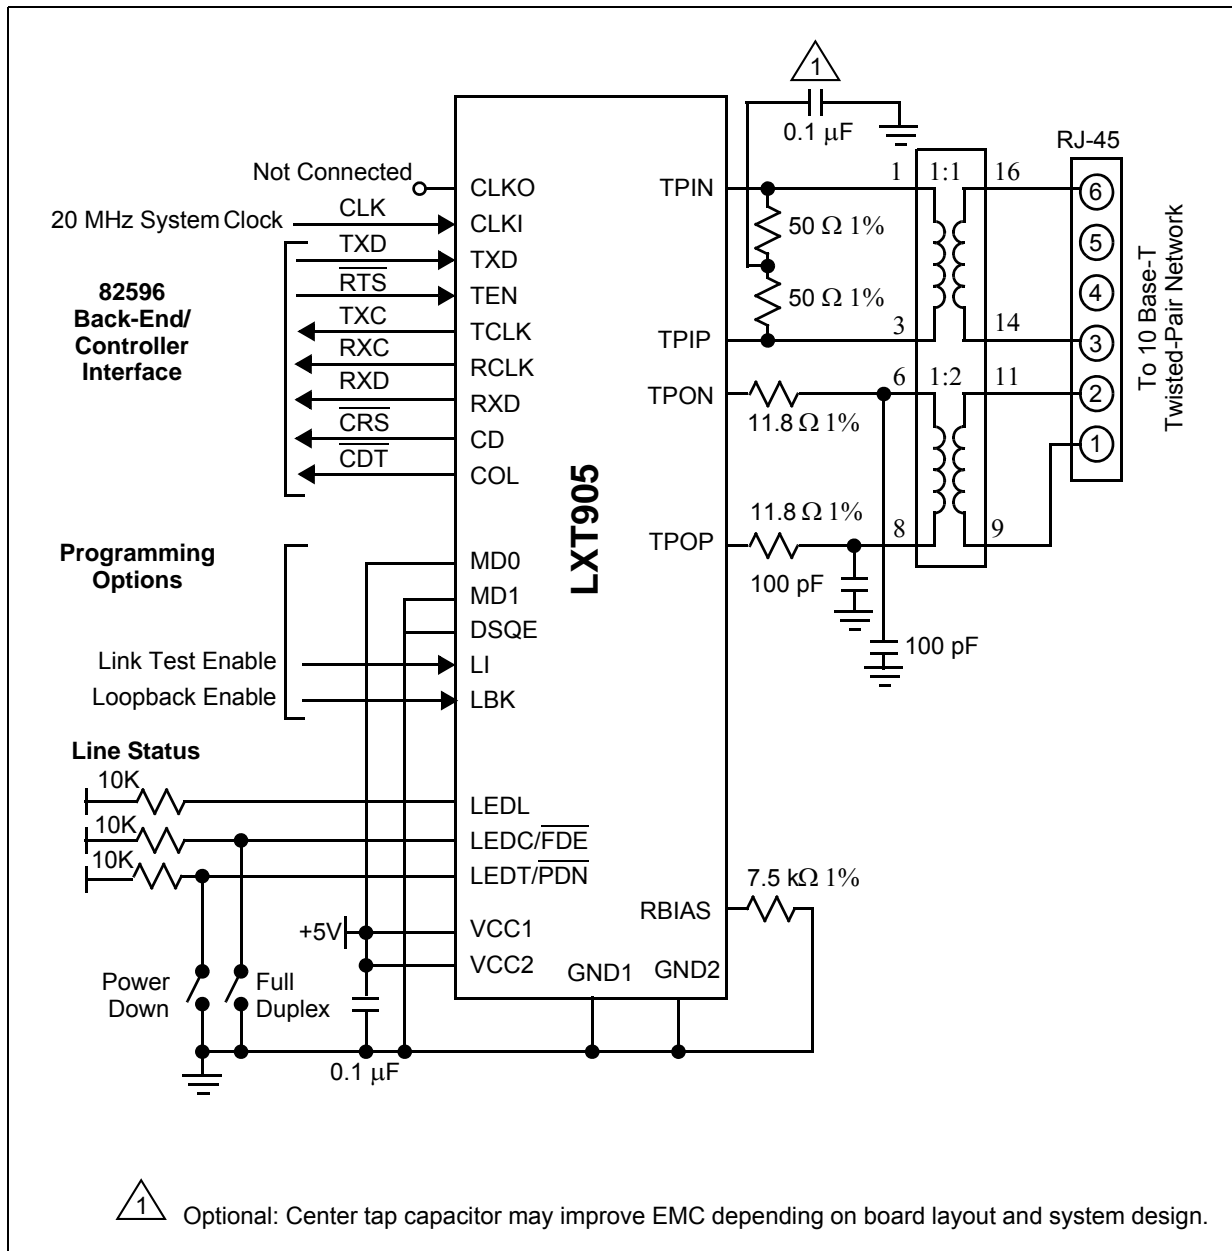 1
0.1 µF
RJ-45
Not Connected
CLKO
TPIN
1
1:1
16
6
20 MHz System Clock
CLK
CLKI
50 Ω 1%
5
TXD
TXD
RTS
TEN
50 Ω 1%
4
82596
Back-End/
Controller
Interface
TXC
TCLK
TPIP
3
14
3
RXC
RCLK
RXD
RXD
TPON
11.8 Ω 1%
6
1:2
11
2
CRS
CD
1
CDT
COL
To 10 Base-T
Twisted-Pair Network
LXT905
11.8 Ω 1%
TPOP
8
9
100 pF
100 pF
Programming
Options
MD0
MD1
DSQE
Link Test Enable
LI
Loopback Enable
LBK
Line Status
10K
LEDL
10K
LEDC/FDE
10K
LEDT/PDN
7.5 kΩ 1%
RBIAS
+5V
VCC1
VCC2
GND1
GND2
Power
Down
Full
Duplex
0.1 µF
1
Optional: Center tap capacitor may improve EMC depending on board layout and system design.